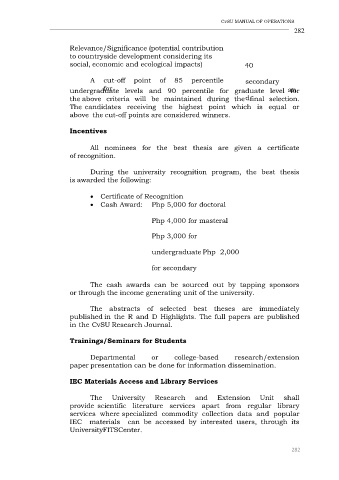 CvSU MANUAL OF OPERATIONS
282
Relevance/Significance (potential contribution
to countryside development considering its
social, economic and ecological impacts) 40
A cut-off point of 85 percentile for secondary
undergraduate levels and 90 percentile for graduate level for
the above criteria will be maintained during the final selection.
The candidates receiving the highest point which is equal or
above the cut-off points are considered winners.
Incentives
All nominees for the best thesis are given a certificate
of recognition.
During the university recognition program, the best thesis
is awarded the following:
• Certificate of Recognition
• Cash Award: Php 5,000 for doctoral
Php 4,000 for masteral
Php 3,000 for
undergraduate Php 2,000
for secondary
The cash awards can be sourced out by tapping sponsors
or through the income generating unit of the university.
The abstracts of selected best theses are immediately
published in the R and D Highlights. The full papers are published
in the CvSU Research Journal.
Trainings/Seminars for Students
Departmental or college-based research/extension
paper presentation can be done for information dissemination.
IEC Materials Access and Library Services
The University Research and Extension Unit shall
provide scientific literature services apart from regular library
services where specialized commodity collection data and popular
IEC materials can be accessed by interested users, through its
University FITS Center.
282